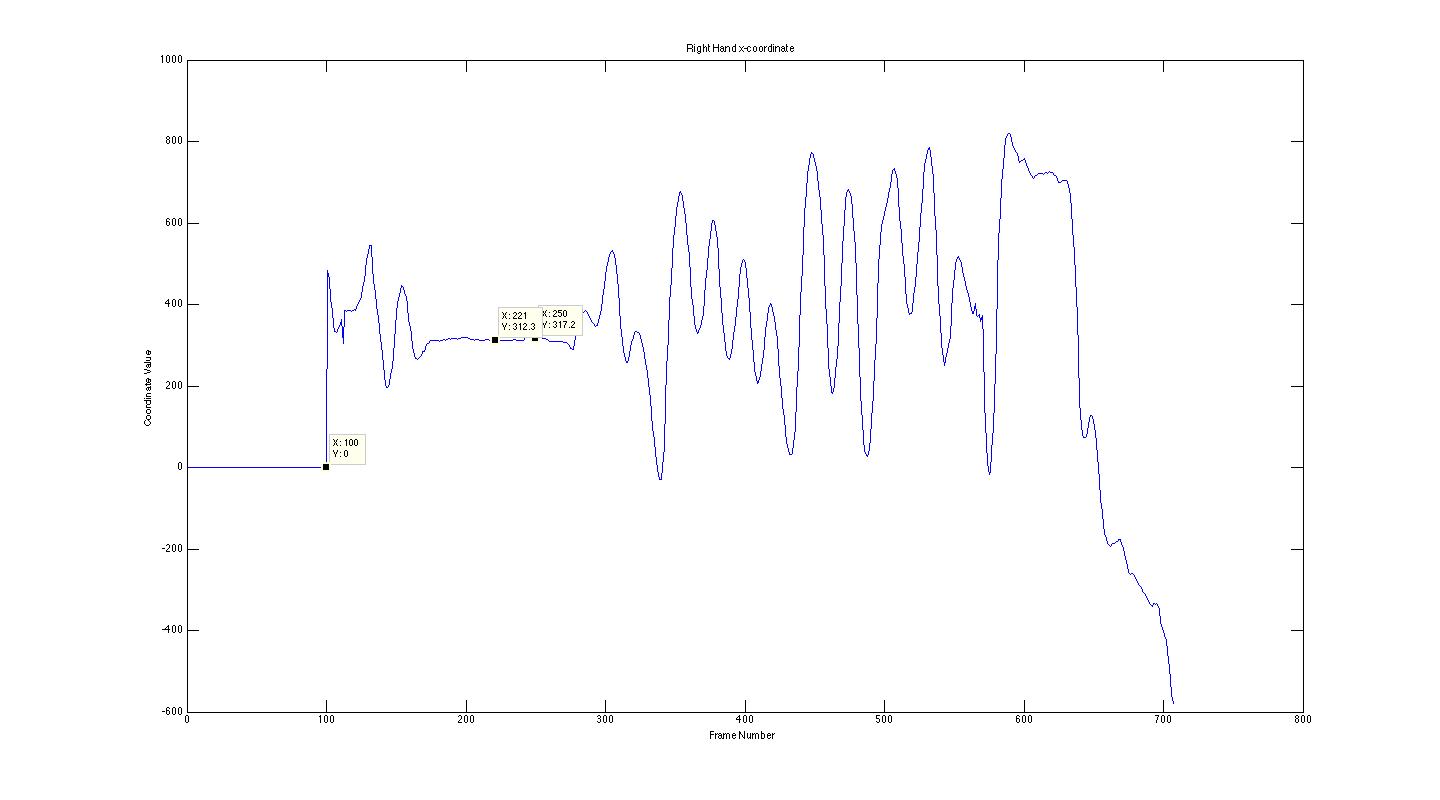 Right Hand x-coordinate
1000
800
600
400
200
0
-200
-400
-600
Coordinate Value
X: 100
Y: 0
X: 221
Y: 312.3
X: 250
Y: 317.2
0 100 200 300 400 500 600 700 800
Frame Number